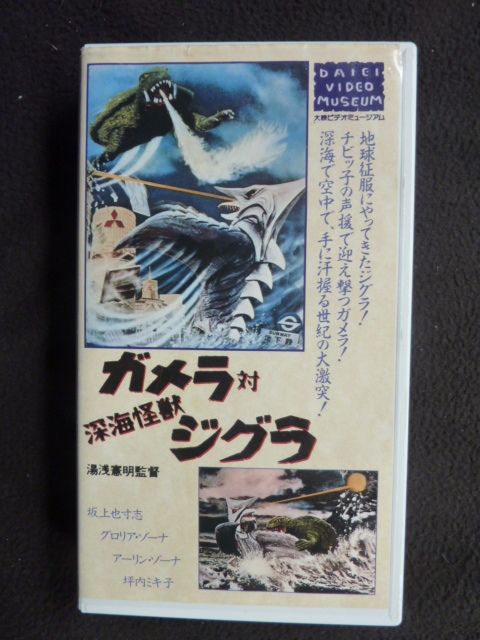 DAIEI
VIDEO
MUSEUM
大映ビデオミュージアム
地球征服にやってきたジグラ!
チビッ子の声援で迎え撃つガメラ!
深海で空中で、手に汗握る世紀の大激突!
SUBWAY
地下鉄
ガメラ対
深海怪獣
ジグラ
湯浅憲明監督
坂上也寸志
グロリア・ゾーナ
アーリン・ゾーナ
坪内ミキ子